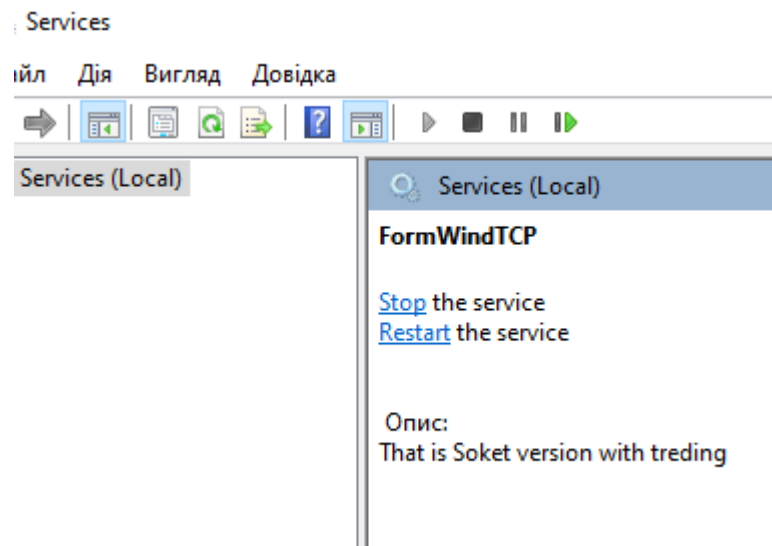 Services
йл Дія Вигляд Довідка
Services (Local)
Services (Local)
FormWindTCP
Stop the service
Restart the service
Опис:
That is Soket version with treding